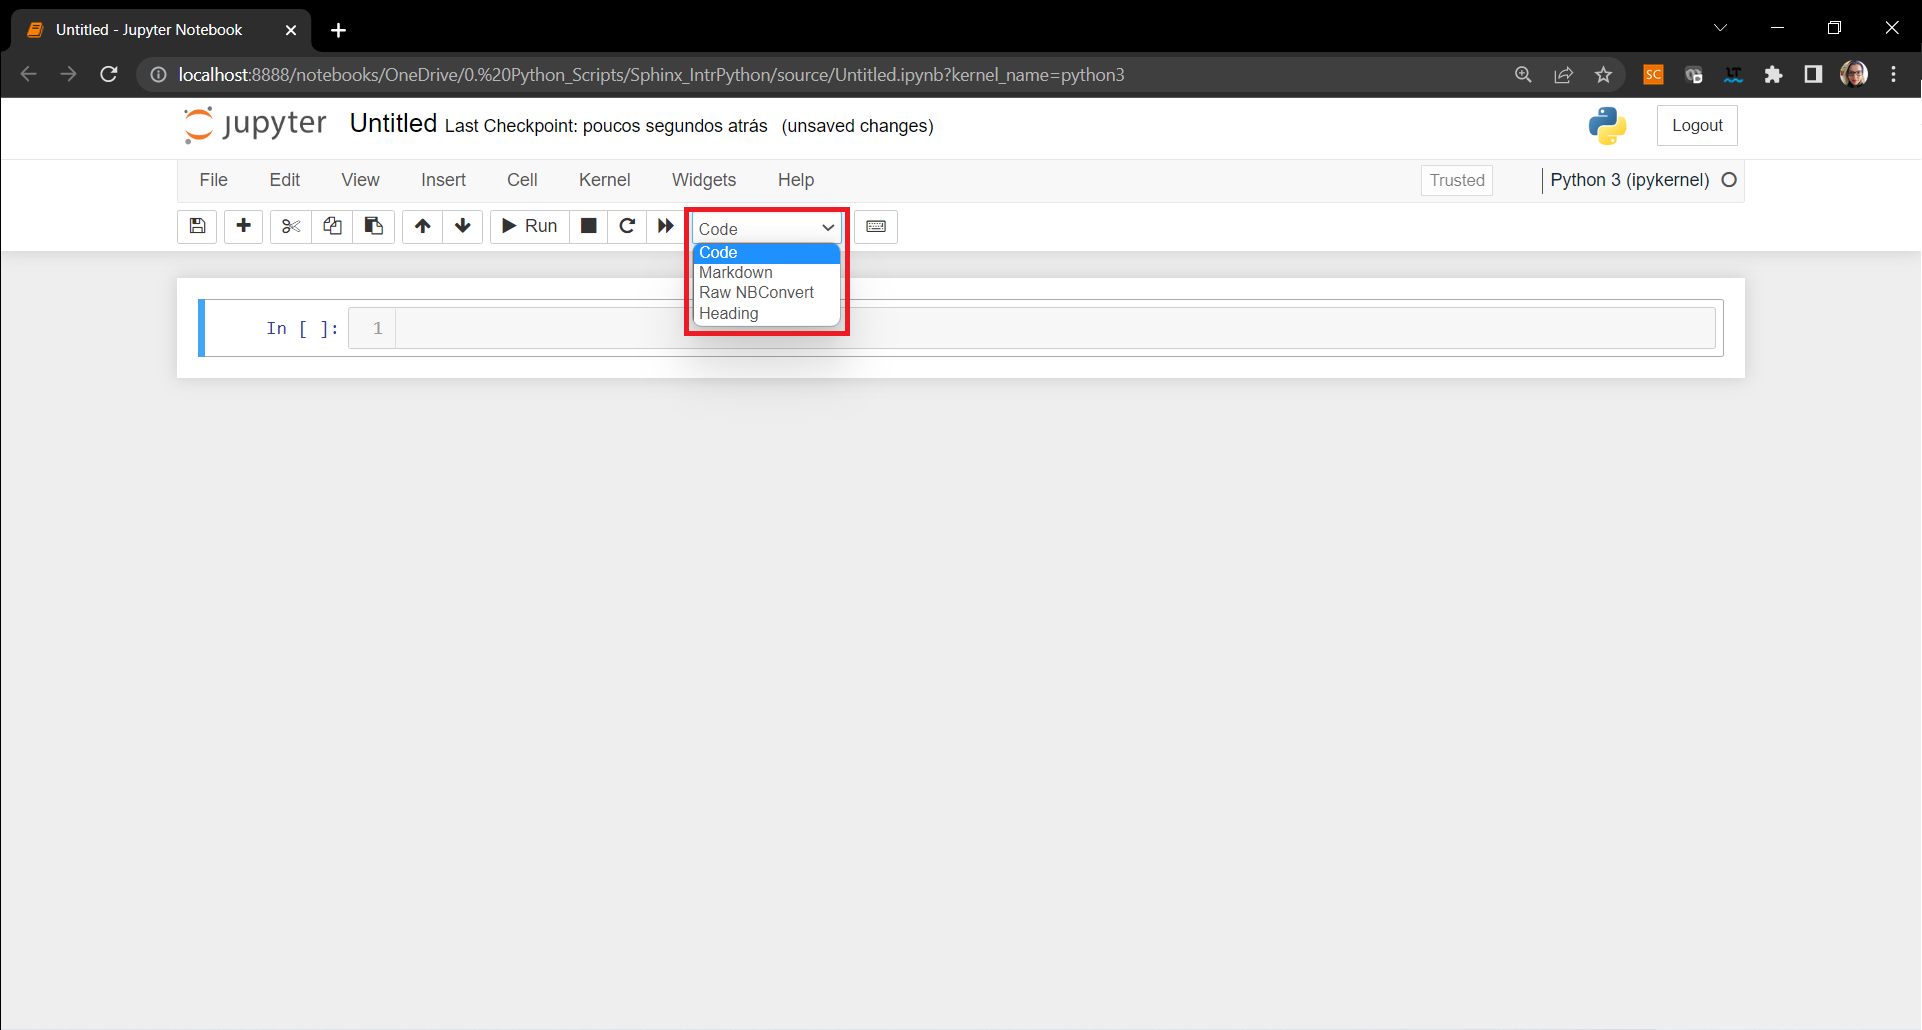 Untitled - Jupyter Notebook
localhost:8888/notebooks/OneDrive/0.%20Python_Scripts/Sphinx_IntrPython/source/Untitled.ipynb?kernel_name=python3
SC
LT
jupyter Untitled Last Checkpoint: poucos segundos atrás (unsaved changes)
Logout
File Edit View Insert Cell Kernel Widgets Help
Trusted
Python 3 (ipykernel)
Run
Code
Code
Markdown
Raw NBConvert
Heading
In [ ]: 1